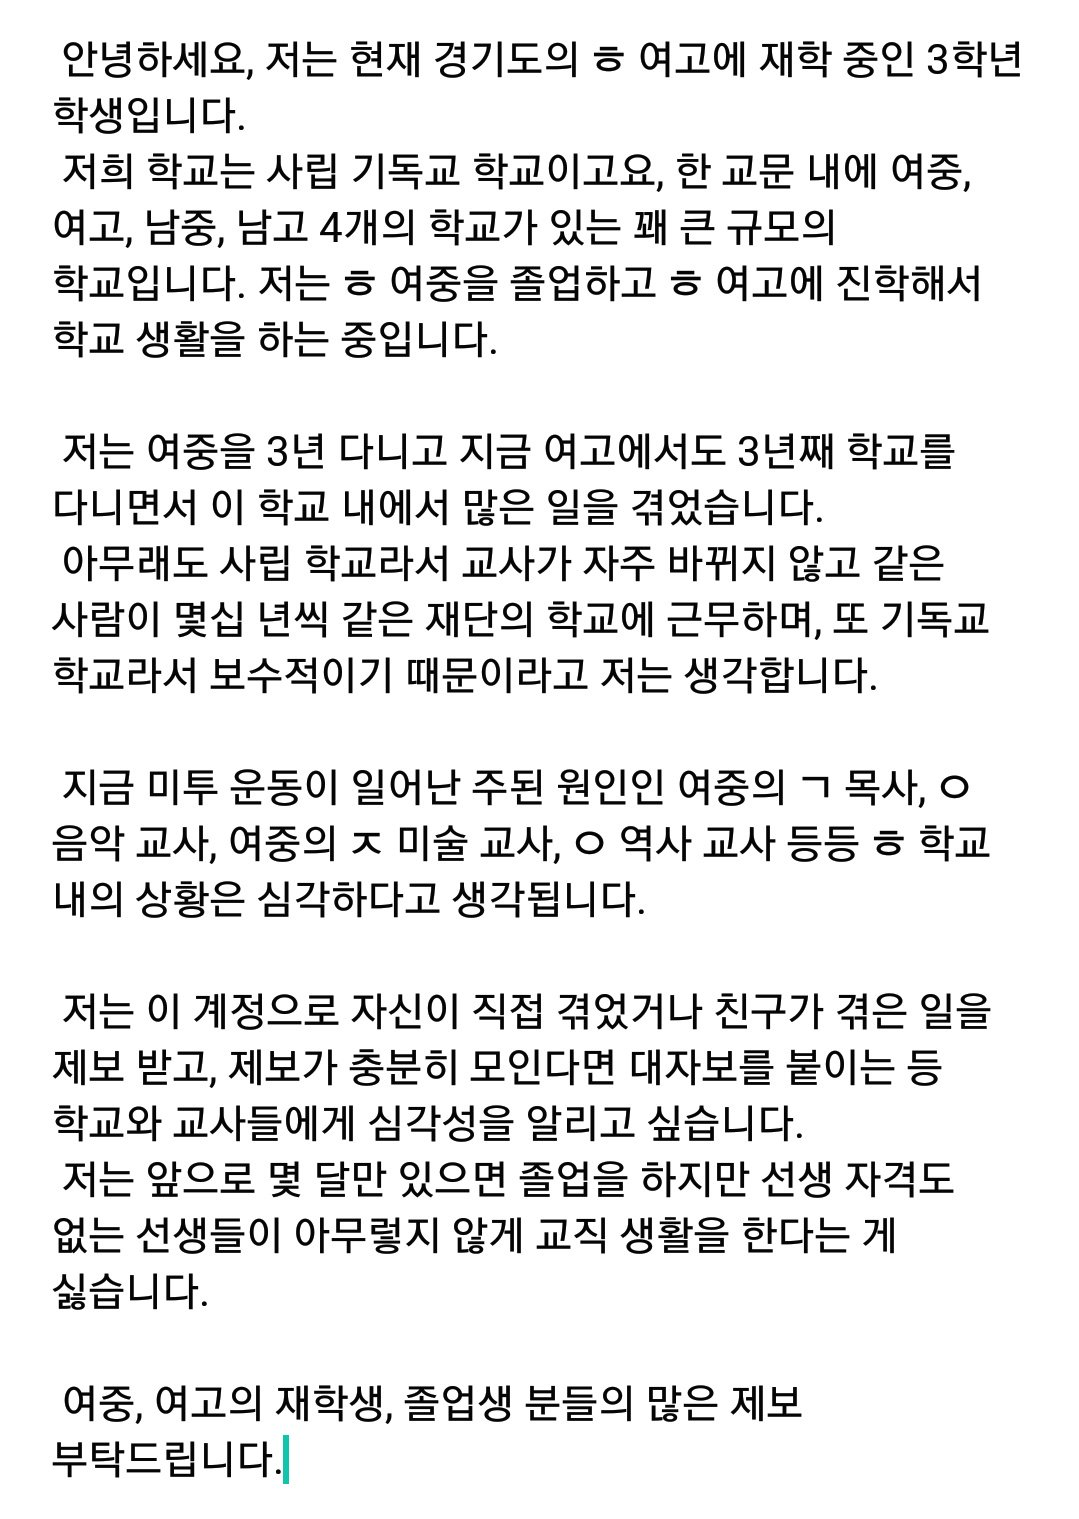 안녕하세요, 저는 현재 경기도의 ㅎ 여고에 재학 중인 3학년
학생입니다.
저희 학교는 사립 기독교 학교이고요, 한 교문 내에 여중,
여고, 남중, 남고 4개의 학교가 있는 꽤 큰 규모의
학교입니다. 저는 ㅎ 여중을 졸업하고 ㅎ 여고에 진학해서
학교 생활을 하는 중입니다.
저는 여중을 3년 다니고 지금 여고에서도 3년째 학교를
다니면서 이 학교 내에서 많은 일을 겪었습니다.
아무래도 사립 학교라서 교사가 자주 바뀌지 않고 같은
사람이 몇십 년씩 같은 재단의 학교에 근무하며, 또 기독교
학교라서 보수적이기 때문이라고 저는 생각합니다.
지금 미투 운동이 일어난 주된 원인인 여중의 ㄱ 목사, ㅇ
음악 교사, 여중의 ㅈ 미술 교사, ㅇ 역사 교사 등등 ㅎ 학교
내의 상황은 심각하다고 생각됩니다.
저는 이 계정으로 자신이 직접 겪었거나 친구가 겪은 일을
제보 받고, 제보가 충분히 모인다면 대자보를 붙이는 등
학교와 교사들에게 심각성을 알리고 싶습니다.
저는 앞으로 몇 달만 있으면 졸업을 하지만 선생 자격도
없는 선생들이 아무렇지 않게 교직 생활을 한다는 게
싫습니다.
여중, 여고의 재학생, 졸업생 분들의 많은 제보
부탁드립니다.